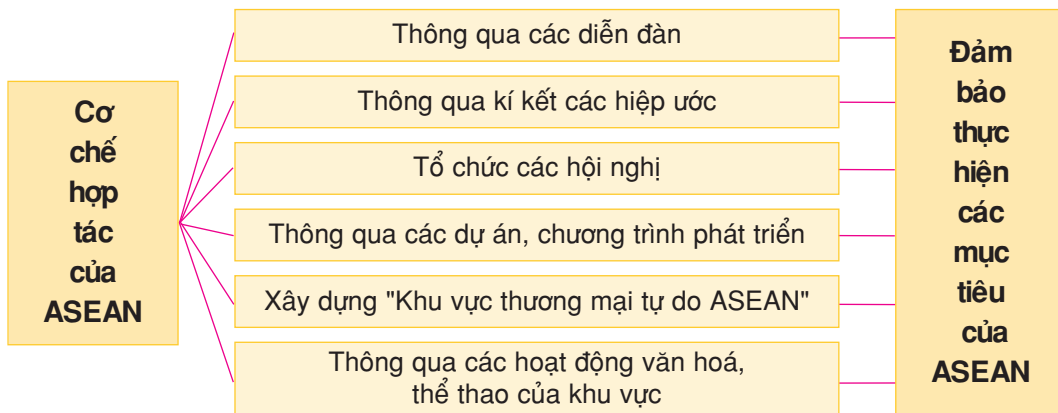 Cơ
chế
hợp
tác
của
ASEAN
Thông qua các diễn đàn
Thông qua kí kết các hiệp ước
Tổ chức các hội nghị
Thông qua các dự án, chương trình phát triển
Xây dựng "Khu vực thương mại tự do ASEAN"
Thông qua các hoạt động văn hoá,
thể thao của khu vực
Đảm
bảo
thực
hiện
các
mục
tiêu
của
ASEAN